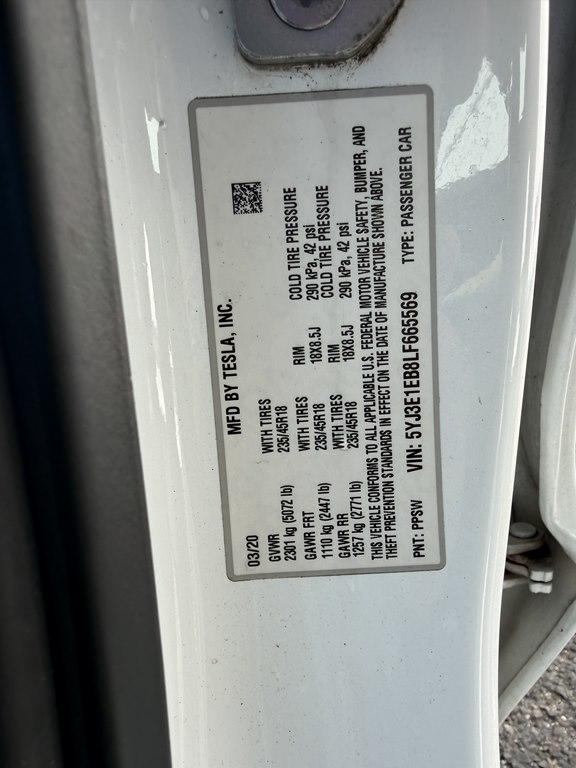 MFD BY TESLA, INC.
03/20
GVWR WITH TIRES
2301 kg (5072 lb) 235/45R18
GAWR FRT WITH TIRES RIM COLD TIRE PRESSURE
1110 kg (2447 lb) 235/45R18 18X8.5J 290 kPa, 42 psi
GAWR RR WITH TIRES RIM COLD TIRE PRESSURE
1257 kg (2771 lb) 235/45R18 18X8.5J 290 kPa, 42 psi
THIS VEHICLE CONFORMS TO ALL APPLICABLE U.S. FEDERAL MOTOR VEHICLE SAFETY, BUMPER, AND
THEFT PREVENTION STANDARDS IN EFFECT ON THE DATE OF MANUFACTURE SHOWN ABOVE.
PNT: PPSW VIN: 5YJ3E1EB8LF665569 TYPE: PASSENGER CAR